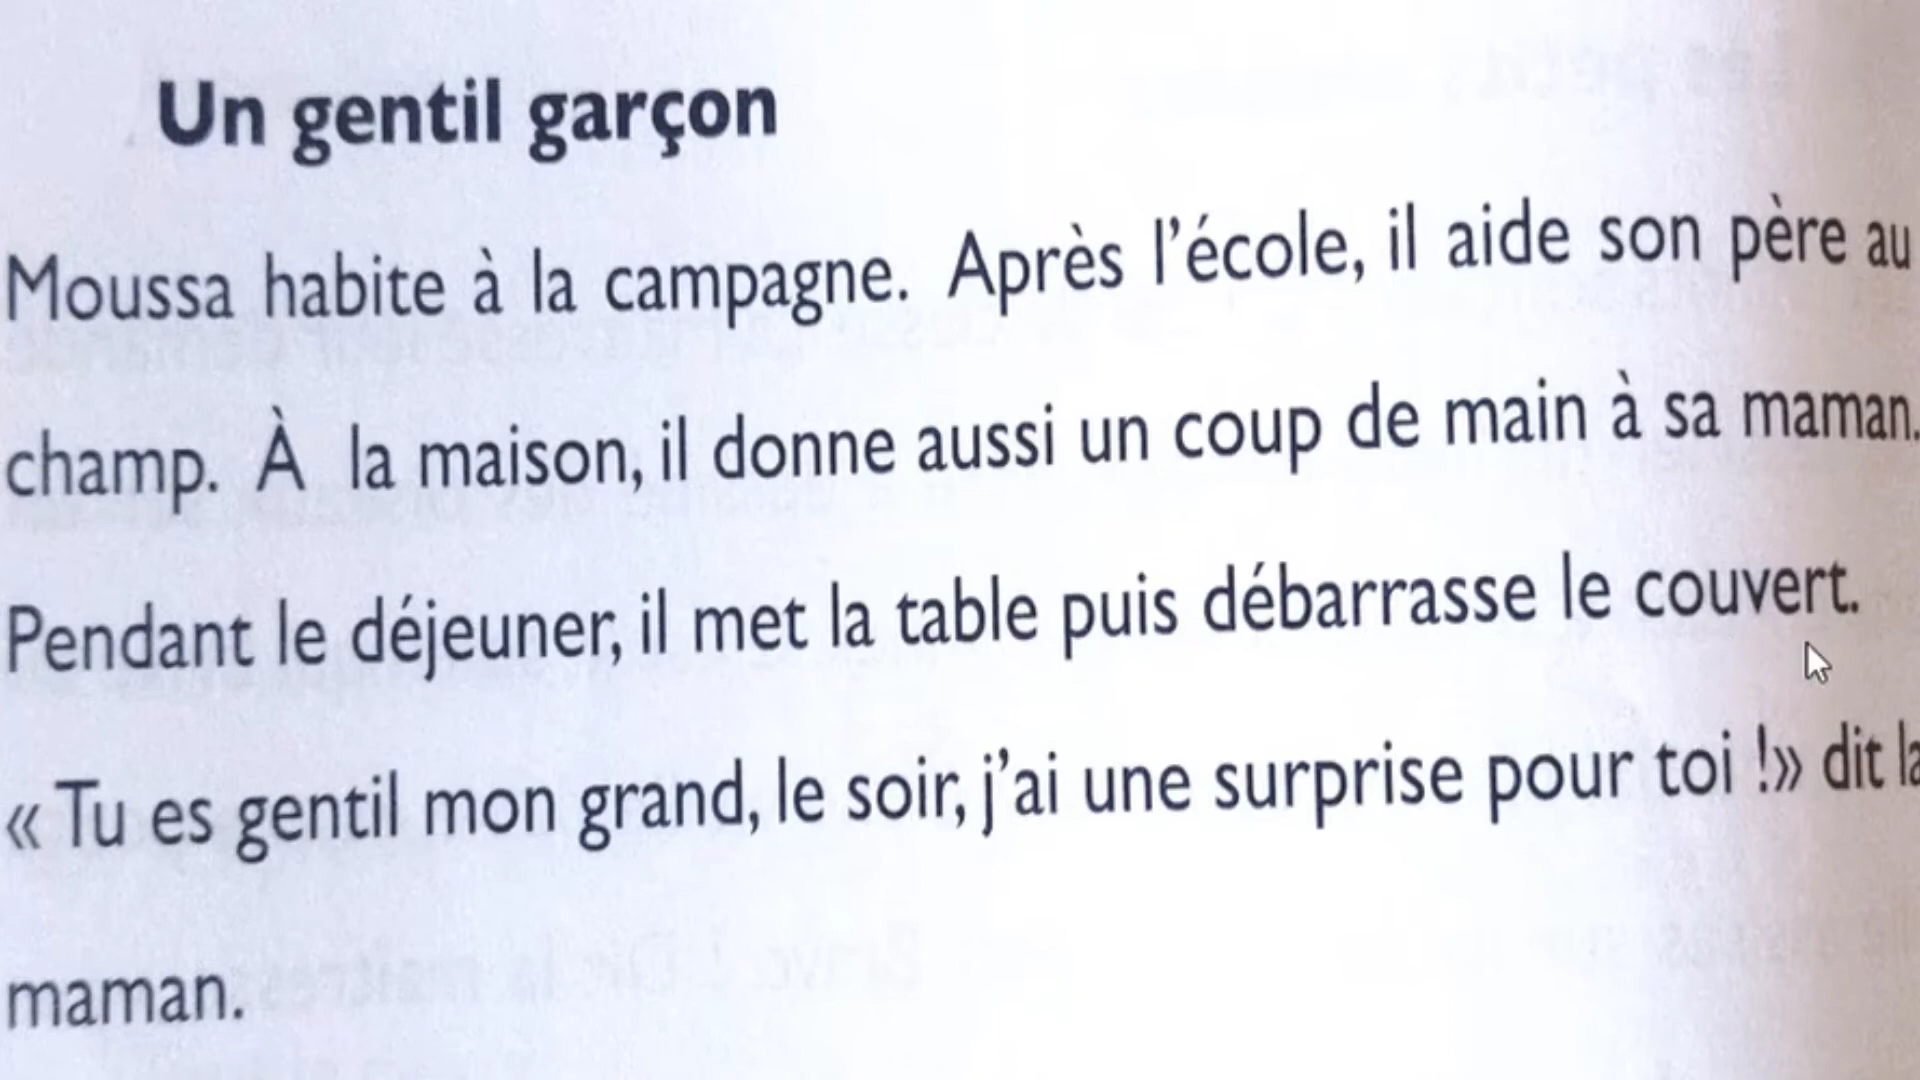 Un gentil garçon
Moussa habite à la campagne. Après l'école, il aide son père au
champ. À la maison, il donne aussi un coup de main à sa maman.
Pendant le déjeuner, il met la table puis débarrasse le couvert.
« Tu es gentil mon grand, le soir, j'ai une surprise pour toi !» dit la
maman.